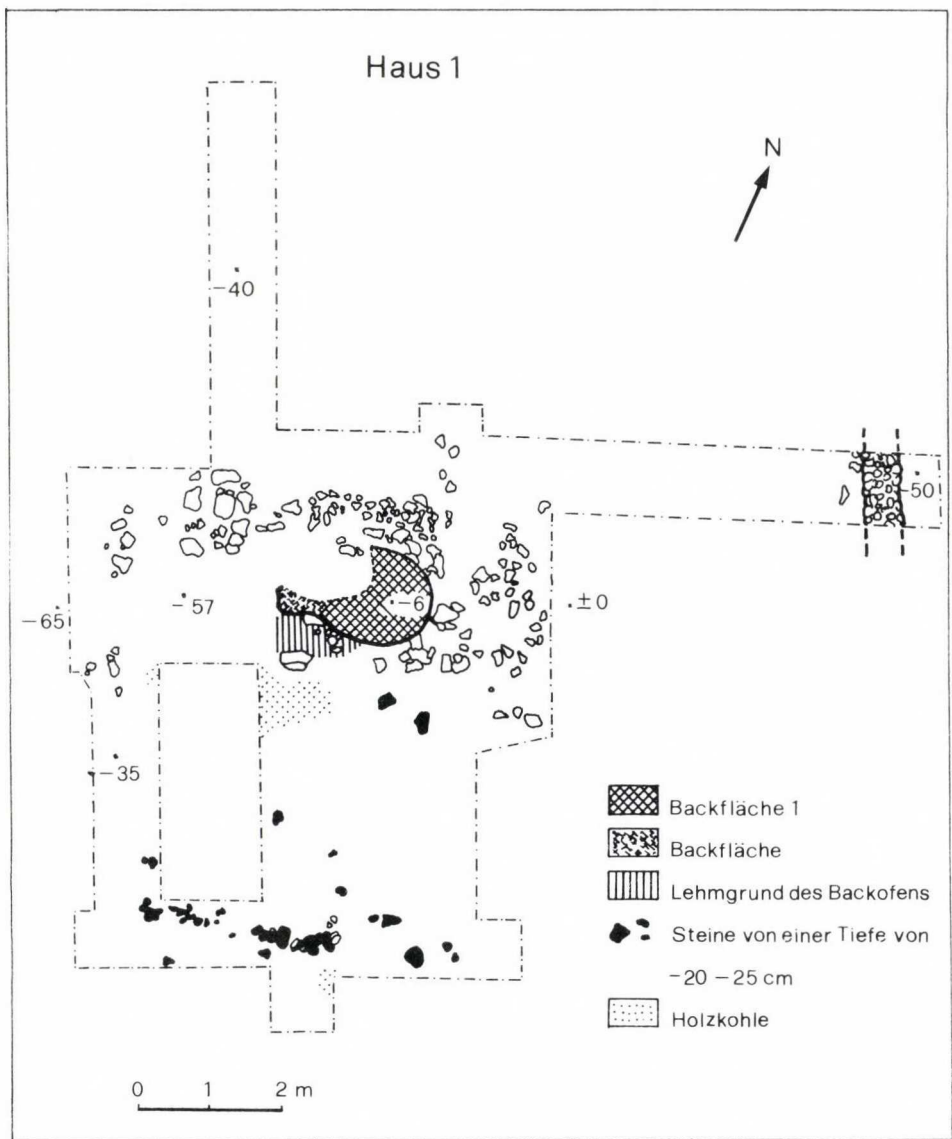 Haus 1
N
-40
-50
-65
-57
-6
±0
-35
Backfläche 1
Backfläche
Lehmgrund des Backofens
Steine von einer Tiefe von
-20 -25 cm
Holzkohle
0 1 2 m